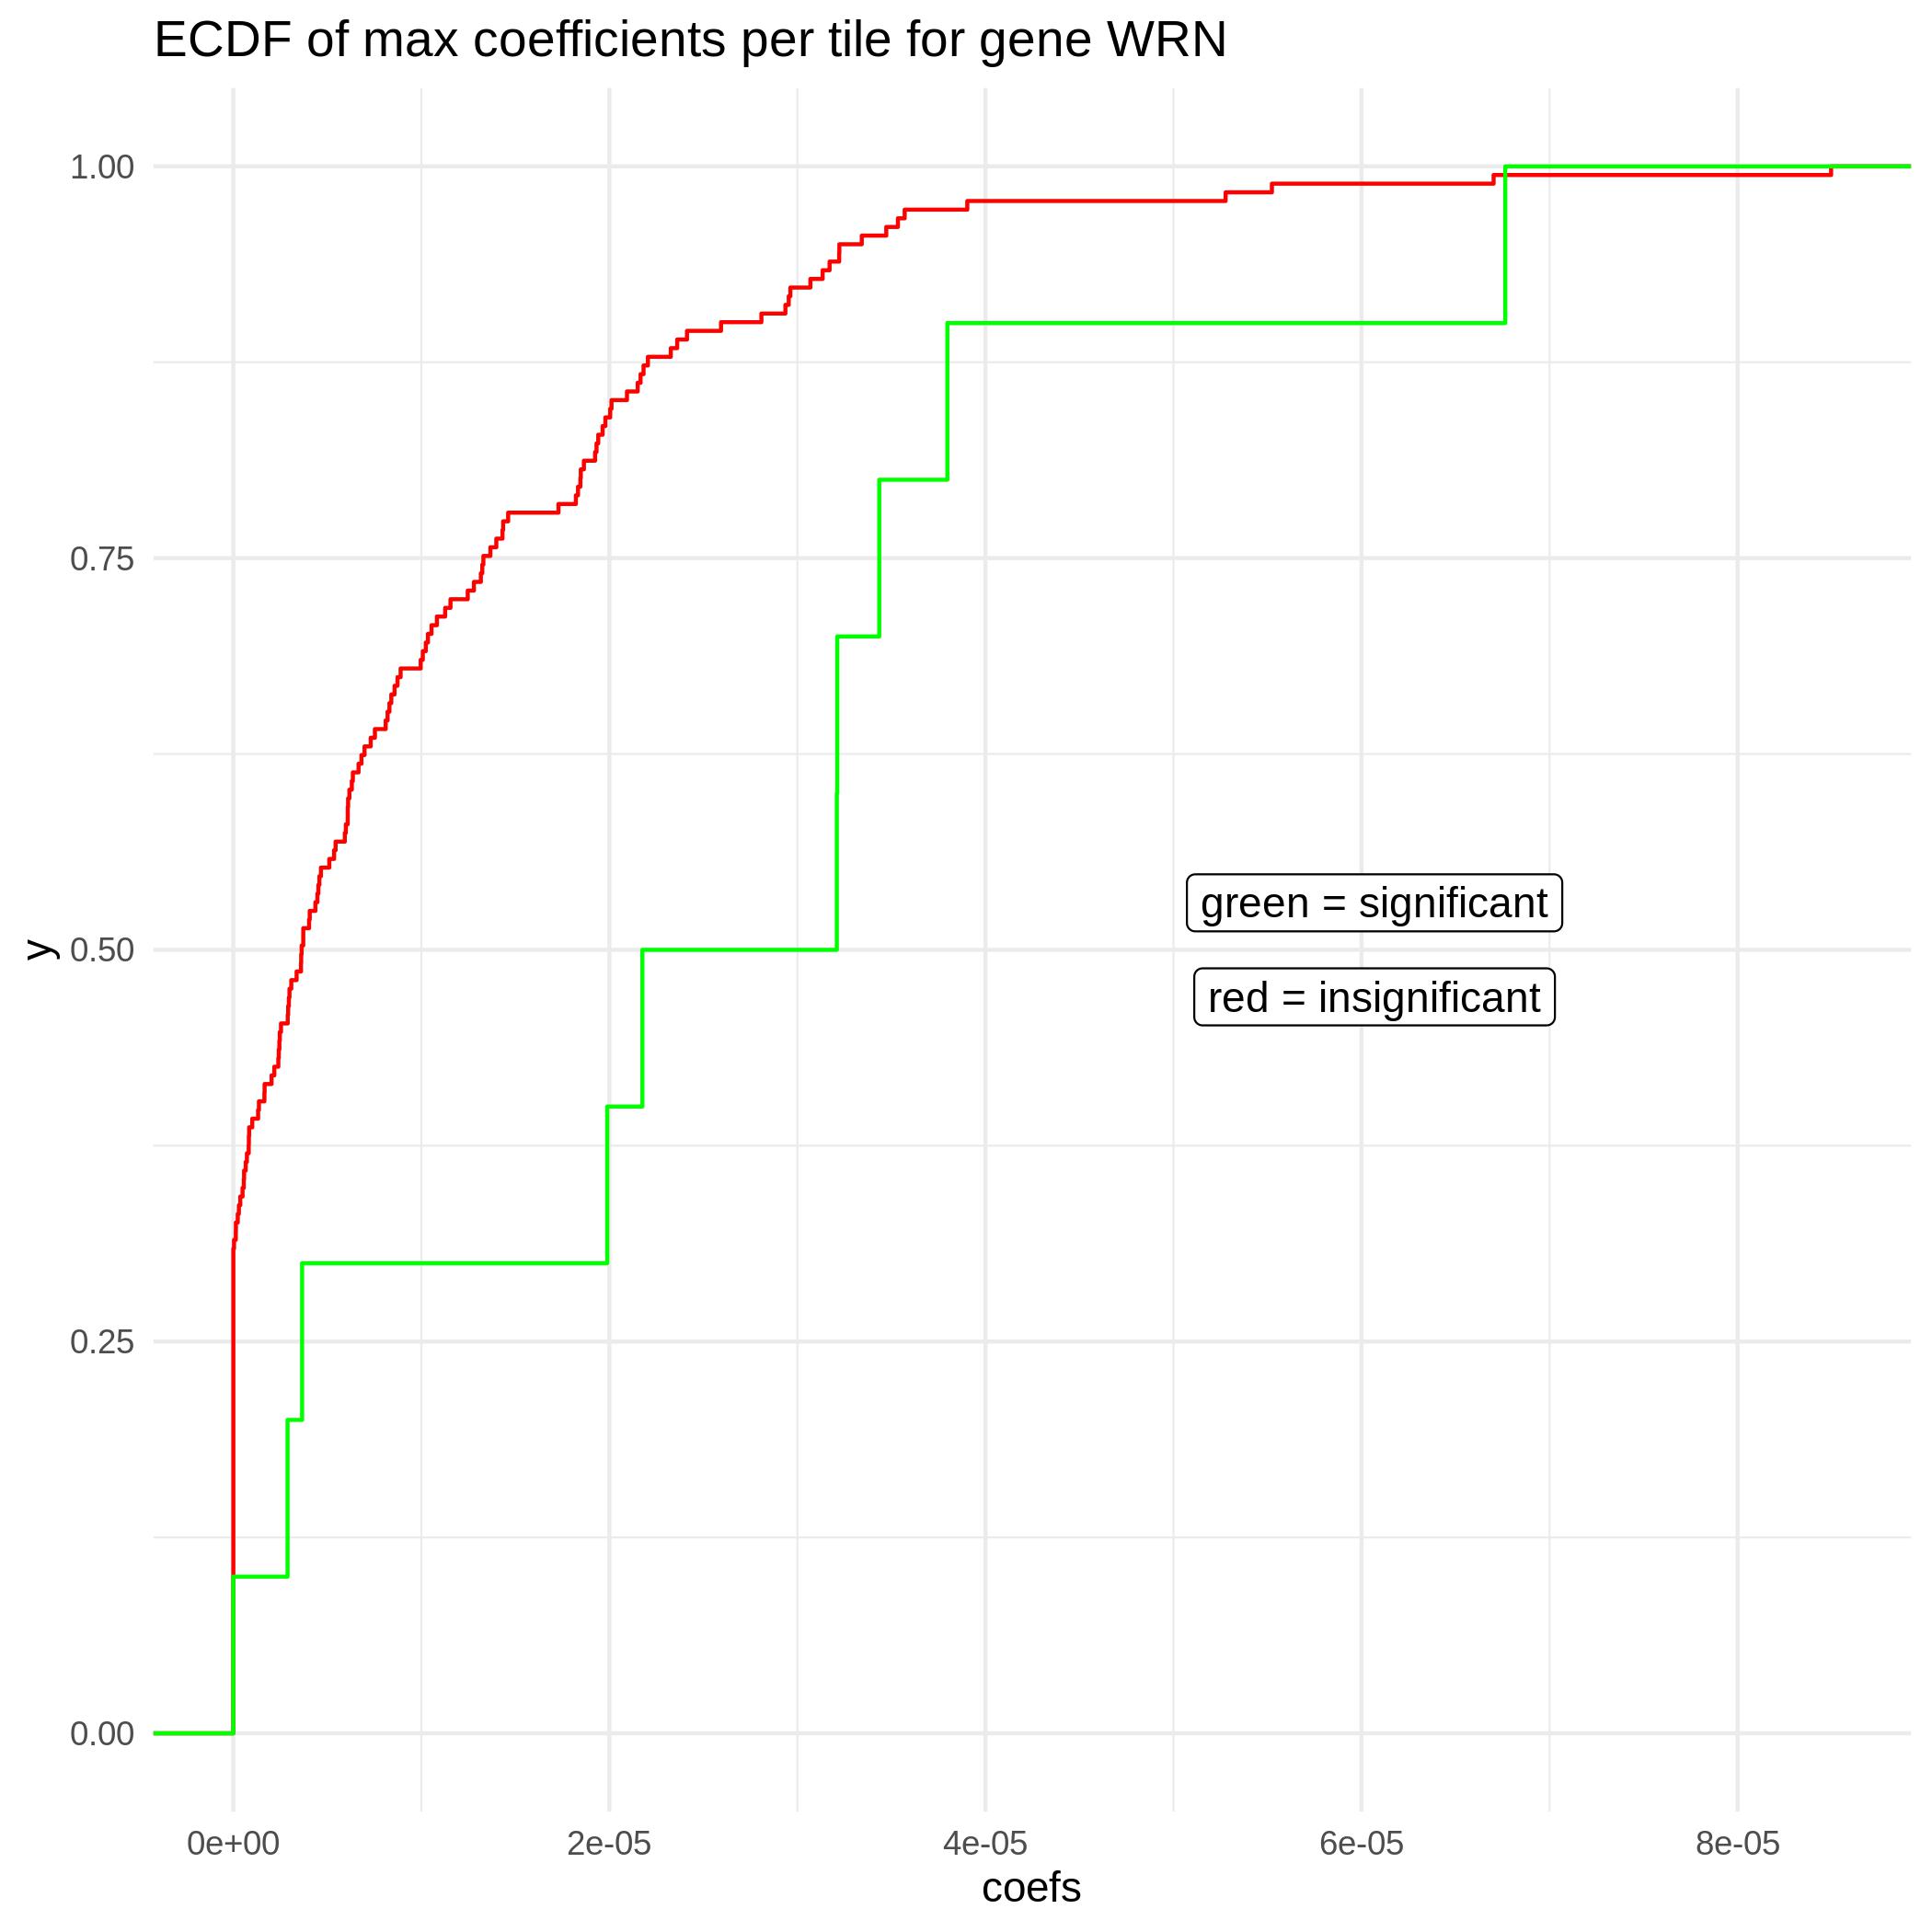 ECDF of max coefficients per tile for gene WRN
1.00
0.75
0.50
0.25
0.00
y
green = significant
red = insignificant
0e+00 2e-05 4e-05 6e-05 8e-05
coefs